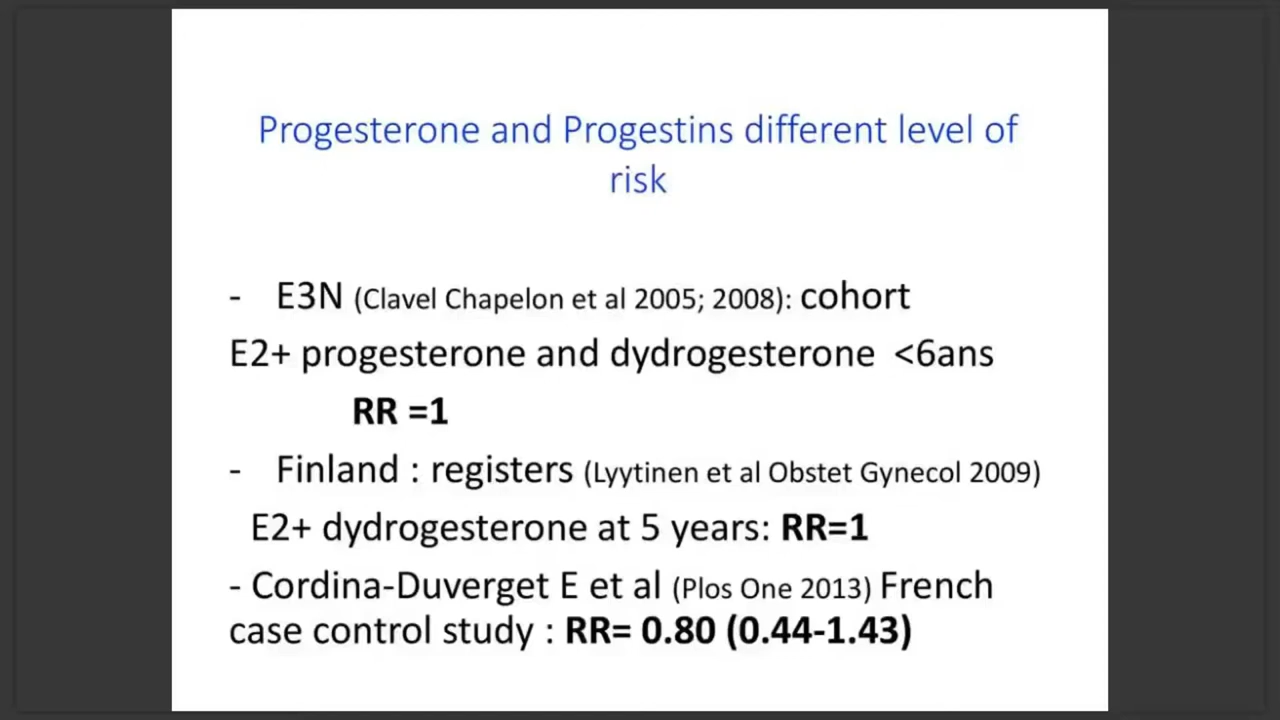 Progesterone and Progestins different level of
risk
- E3N (Clavel Chapelon et al 2005; 2008): cohort
E2+ progesterone and dydrogesterone <6ans
RR =1
- Finland : registers (Lyytinen et al Obstet Gynecol 2009)
E2+ dydrogesterone at 5 years: RR=1
- Cordina-Duverget E et al (Plos One 2013) French
case control study : RR= 0.80 (0.44-1.43)